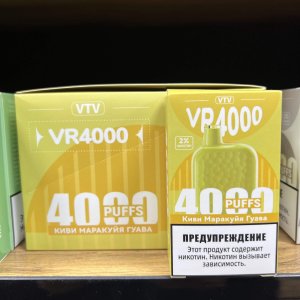 VTV
VR4000
4000
PUFFS
КИВИ МАРАКУЙЯ ГУАВА
VTV
VR4000
2%
4000
PUFFS
Киви Маракуйя Гуава
ПРЕДУПРЕЖДЕНИЕ
Этот продукт содержит
никотин. Никотин вызывает
зависимость.